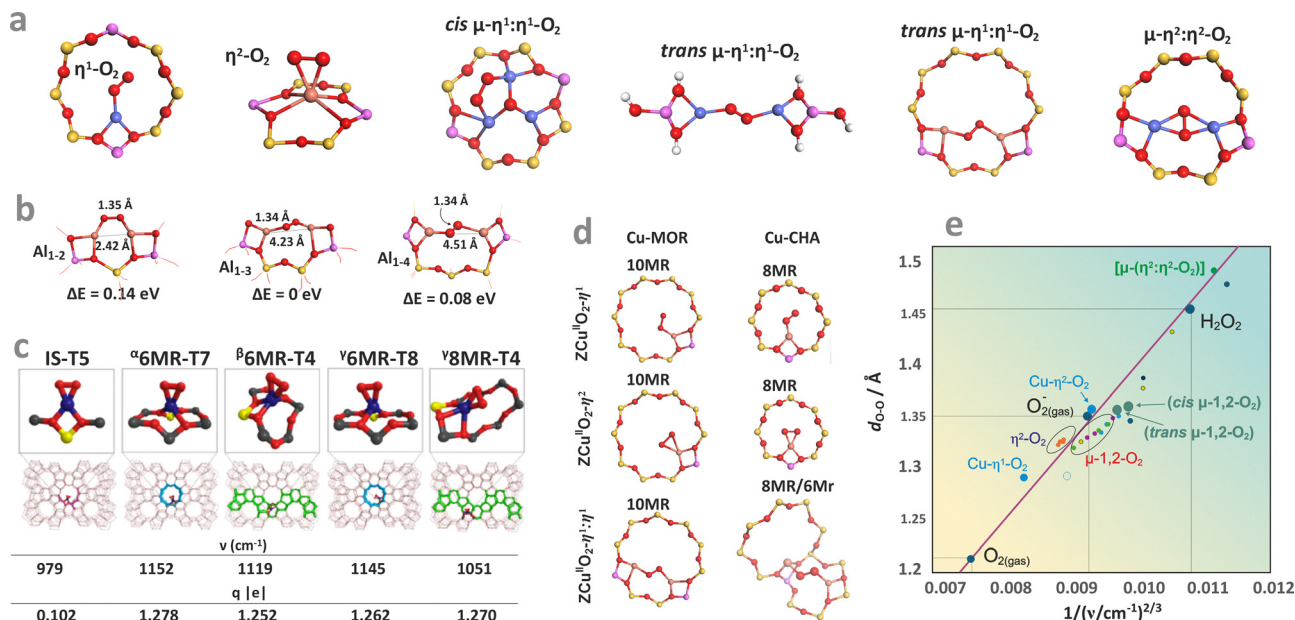 a
η¹-O₂
η²-O₂
cis μ-η¹:η¹-O₂
trans μ-η¹:η¹-O₂
trans μ-η¹:η¹-O₂
μ-η²:η²-O₂
b
1.35 Å
2.42 Å
Al₁₋₂
ΔE = 0.14 eV
1.34 Å
4.23 Å
Al₁₋₃
ΔE = 0 eV
1.34 Å
4.51 Å
Al₁₋₄
ΔE = 0.08 eV
c
IS-T5 ᵅ6MR-T7 ᵝ6MR-T4 ᵞ6MR-T8 ᵞ8MR-T4
ν (cm⁻¹)
979 1152 1119 1145 1051
q |e|
0.102 1.278 1.252 1.262 1.270
d
Cu-MOR Cu-CHA
10MR 8MR
ZCuᴵᴵO₂-η¹
10MR 8MR
ZCuᴵᴵO₂-η²
10MR 8MR/6Mr
ZCuᴵᴵO₂-η¹:η¹
e
d_O-O / Å
1.5
1.45
1.4
1.35
1.3
1.25
1.2
[μ-(η²:η²-O₂)]
H₂O₂
Cu-η²-O₂
O₂⁻(gas)
(cis μ-1,2-O₂)
(trans μ-1,2-O₂)
η²-O₂
μ-1,2-O₂
Cu-η¹-O₂
O₂(gas)
0.007 0.008 0.009 0.010 0.011 0.012
1/(ν/cm⁻¹)²/³